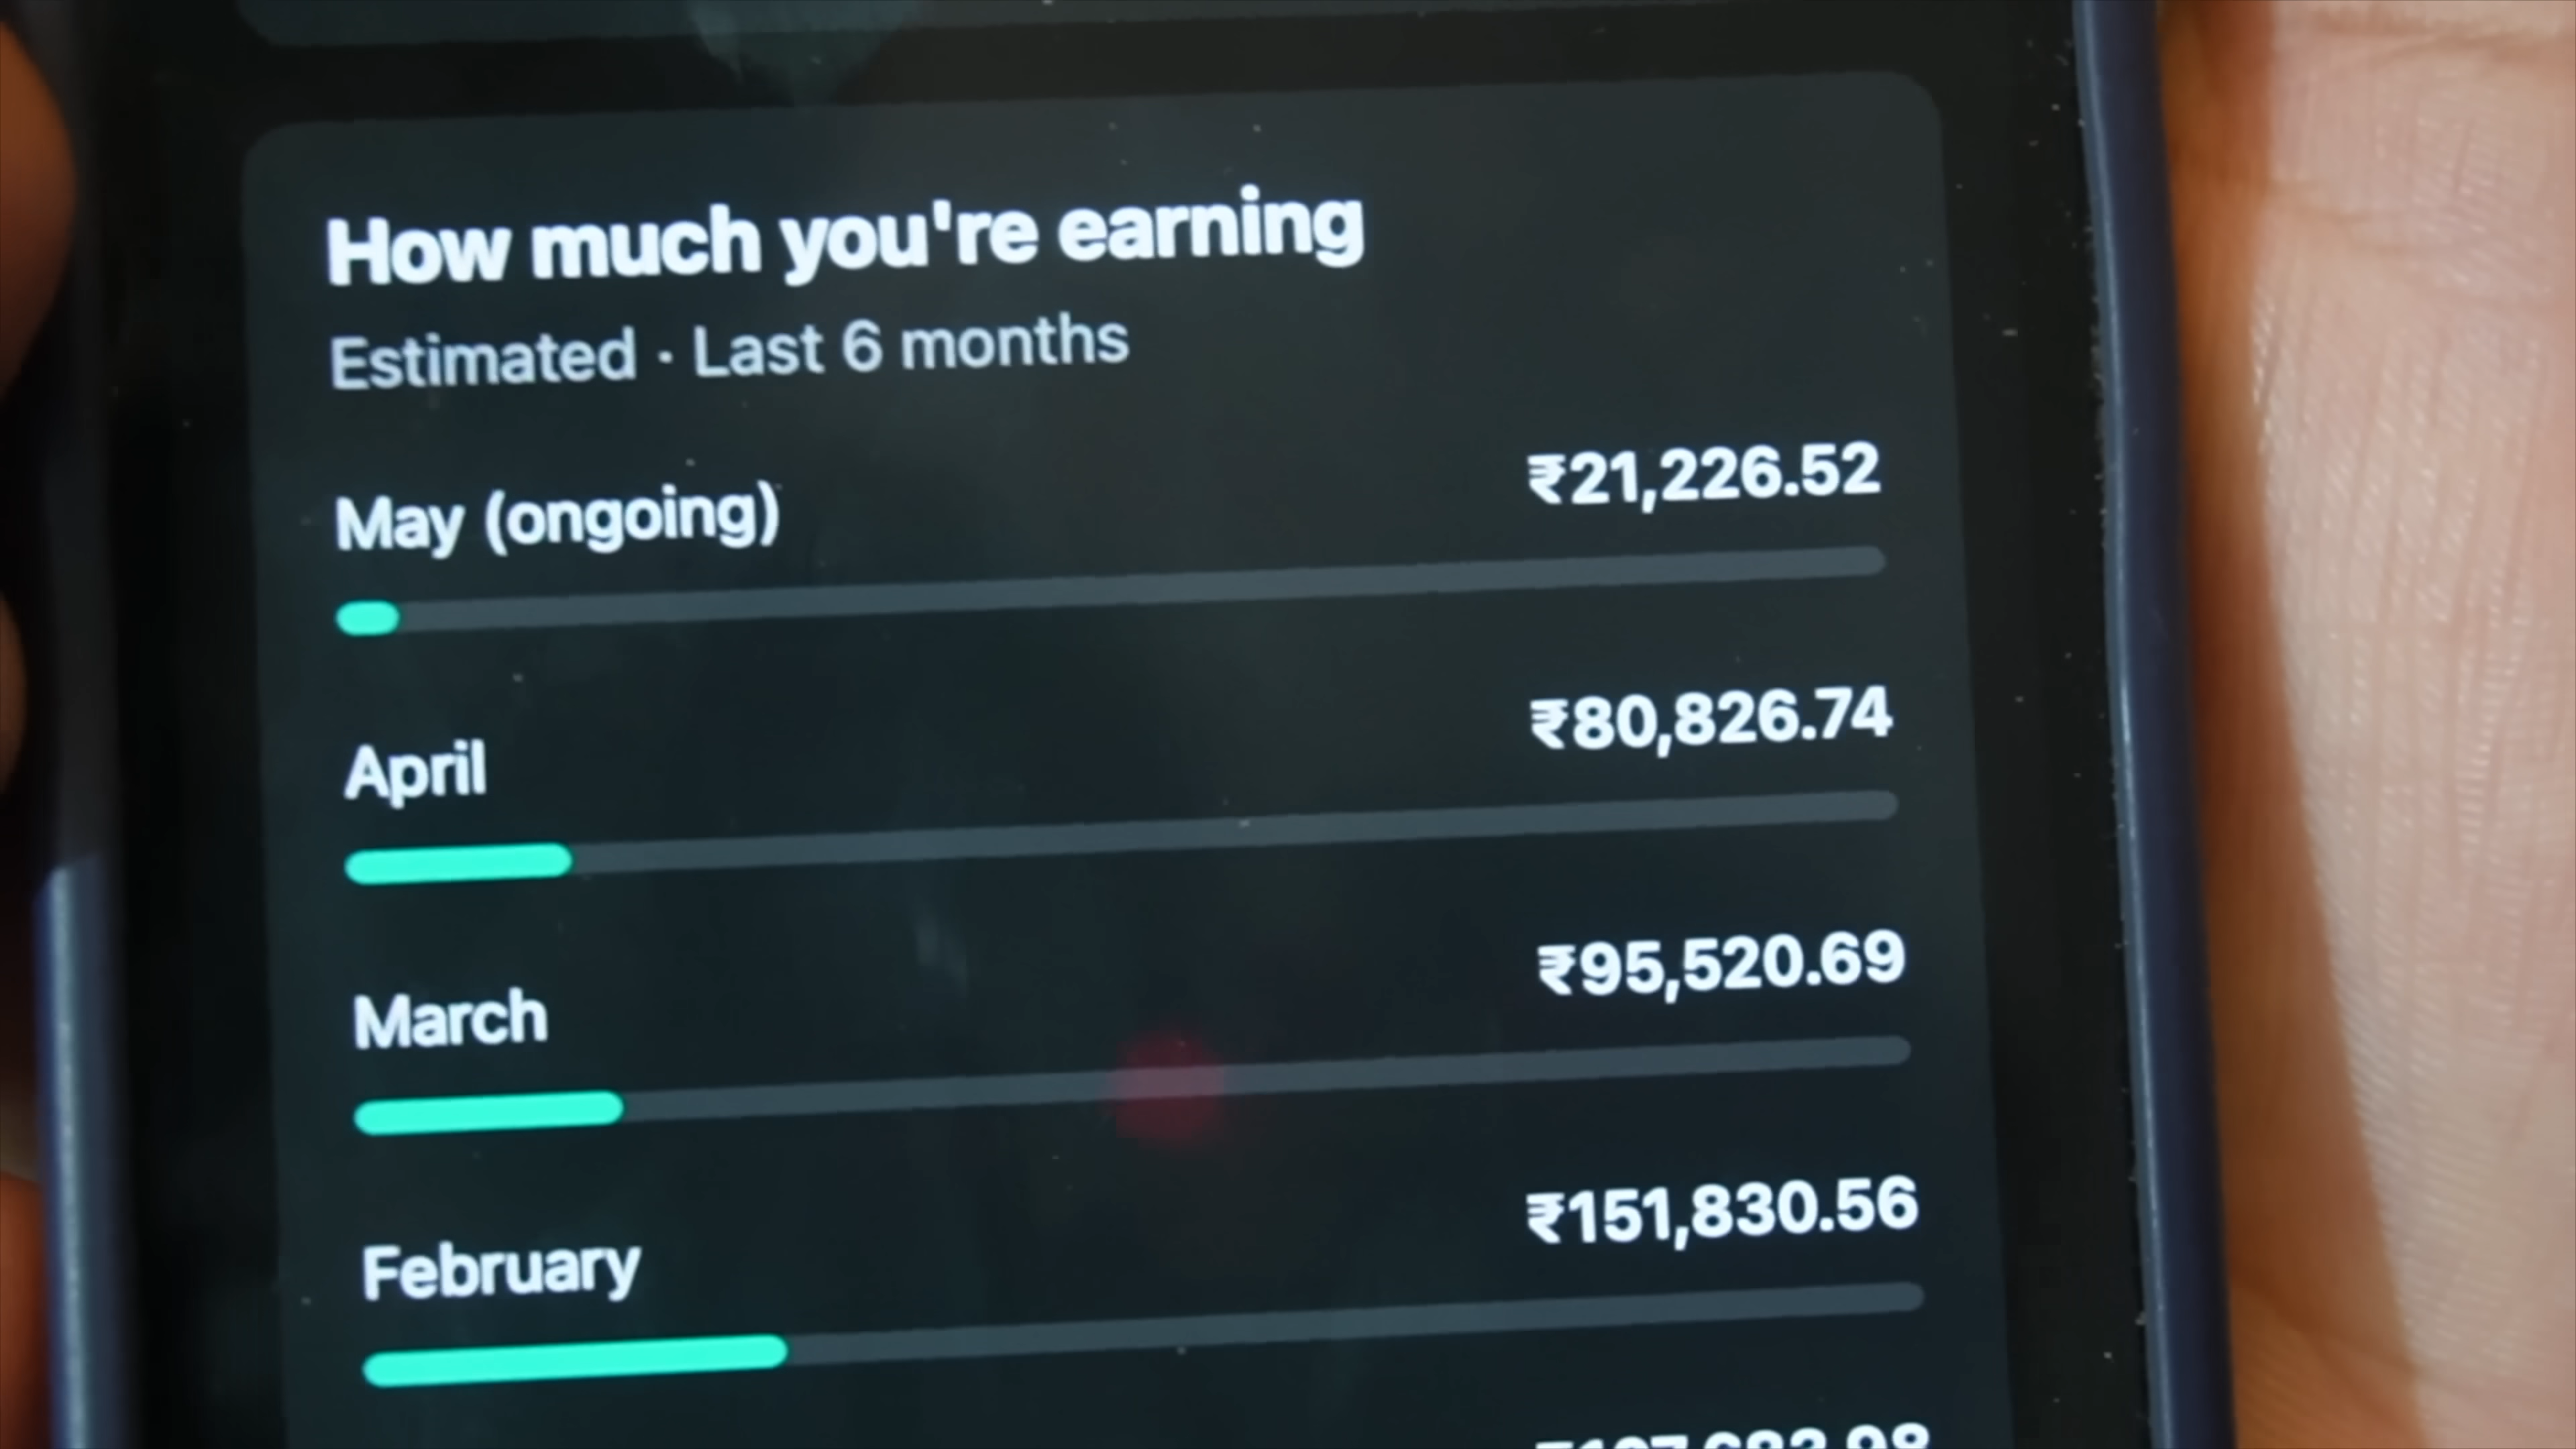 How much you're earning
Estimated · Last 6 months
May (ongoing) ₹21,226.52
April ₹80,826.74
March ₹95,520.69
February ₹151,830.56